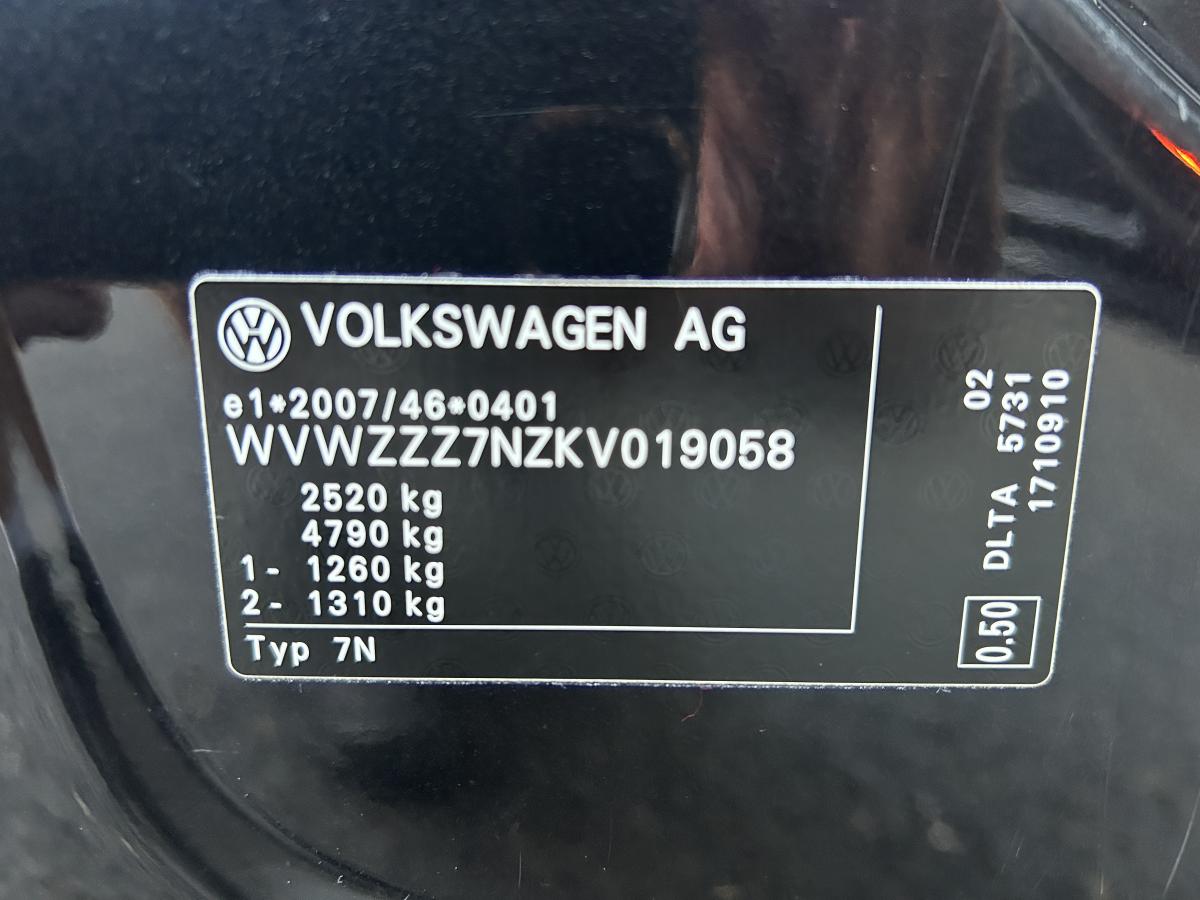 VOLKSWAGEN AG
e1*2007/46*0401
WVWZZZ7NZKV019058
2520 kg
4790 kg
1- 1260 kg
2- 1310 kg
Typ 7N
02
DLTA 5731
1710910
0.50